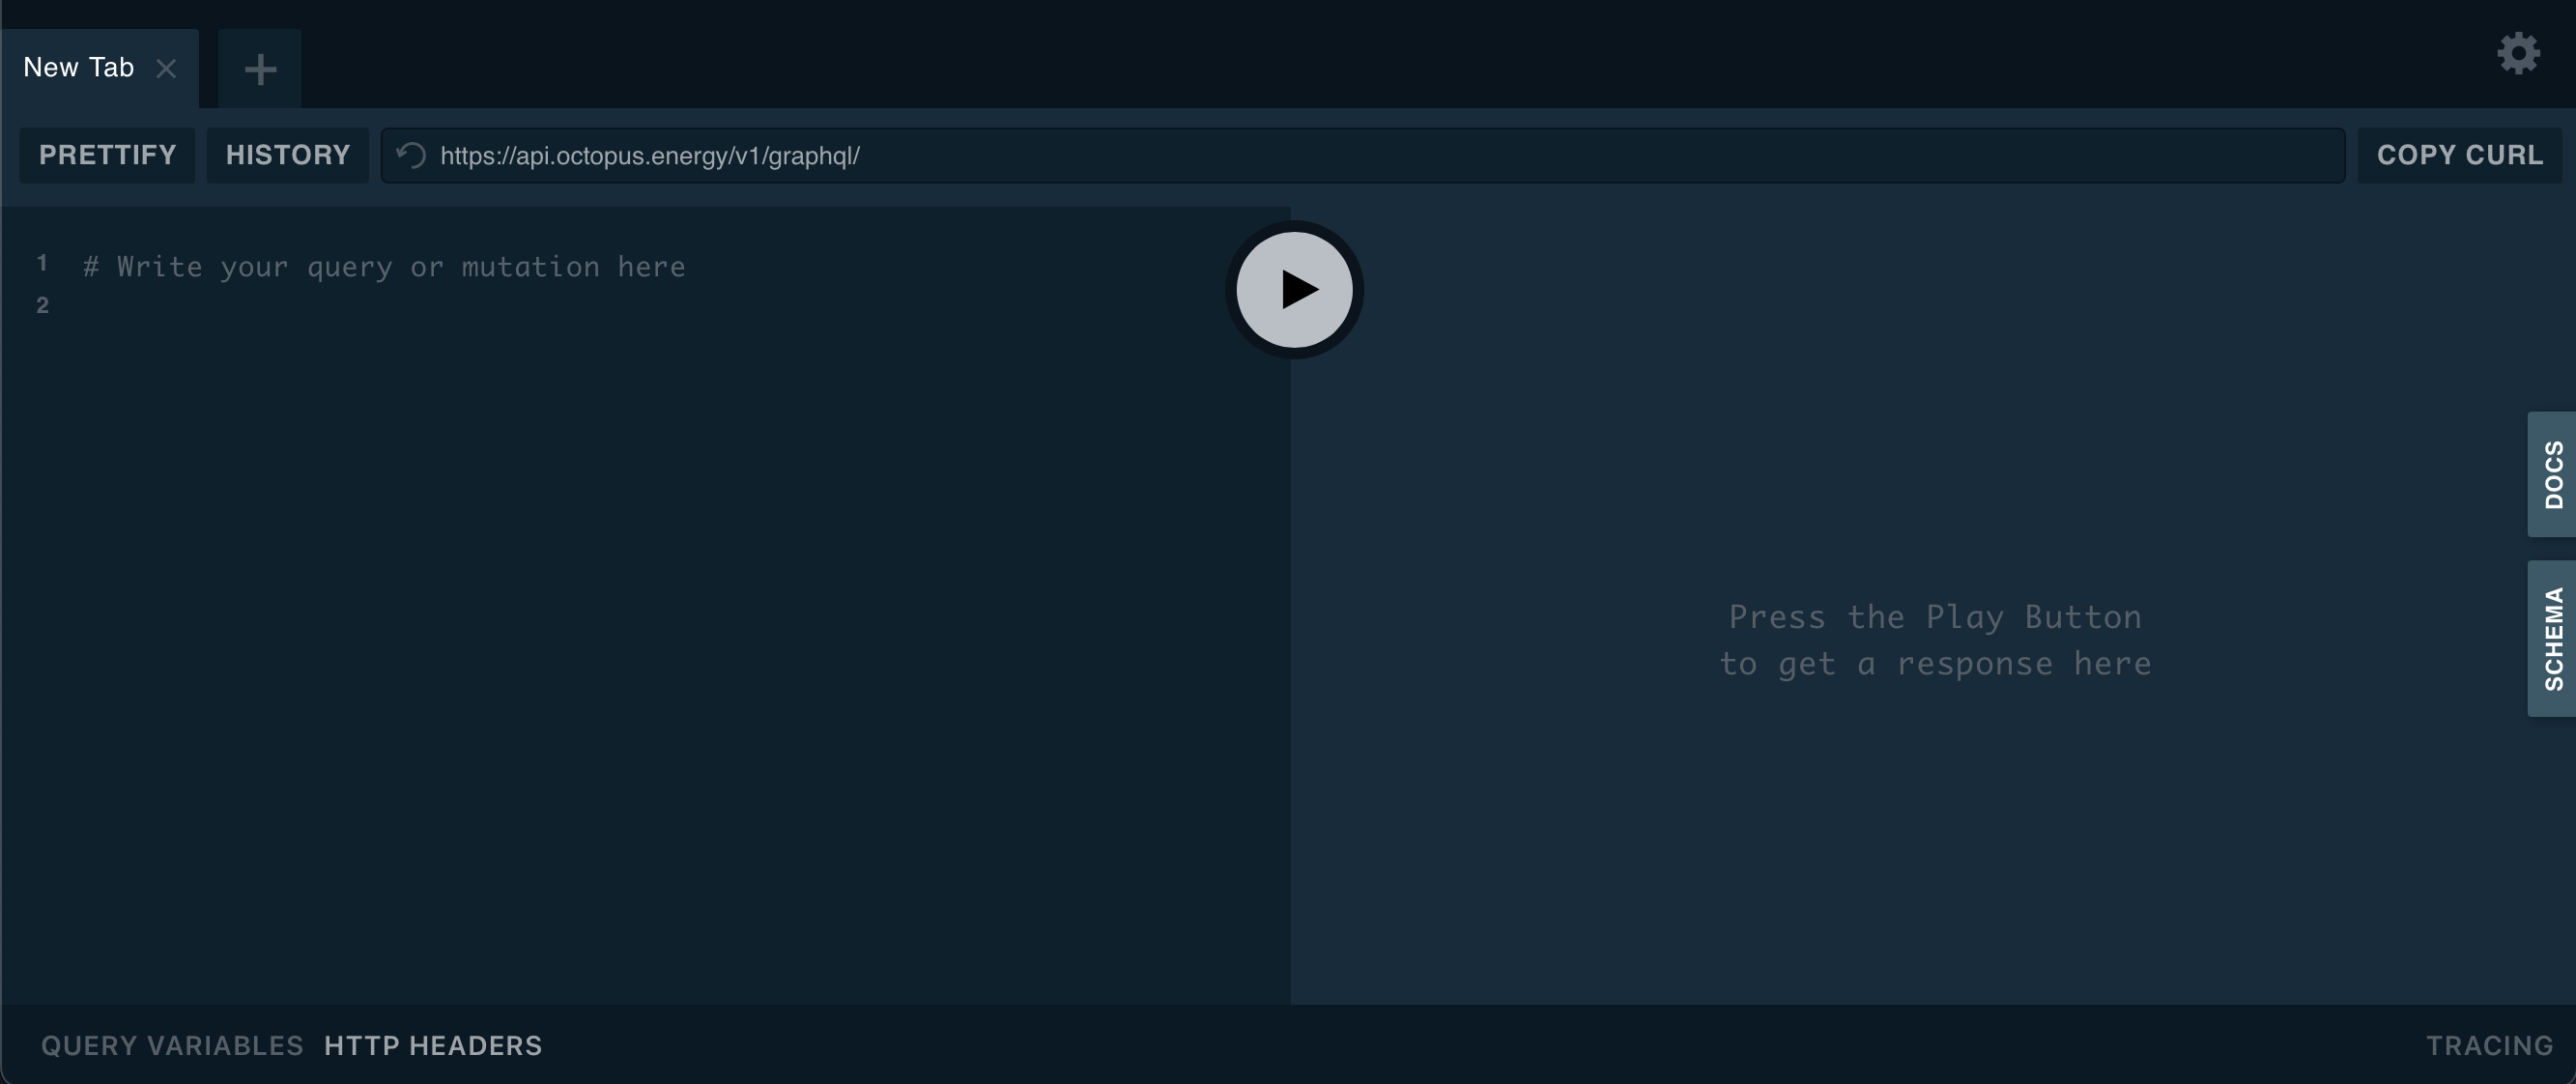 New Tab
PRETTIFY
HISTORY
https://api.octopus.energy/v1/graphql/
COPY CURL
1 # Write your query or mutation here
2
Press the Play Button
to get a response here
DOCS
SCHEMA
QUERY VARIABLES
HTTP HEADERS
TRACING